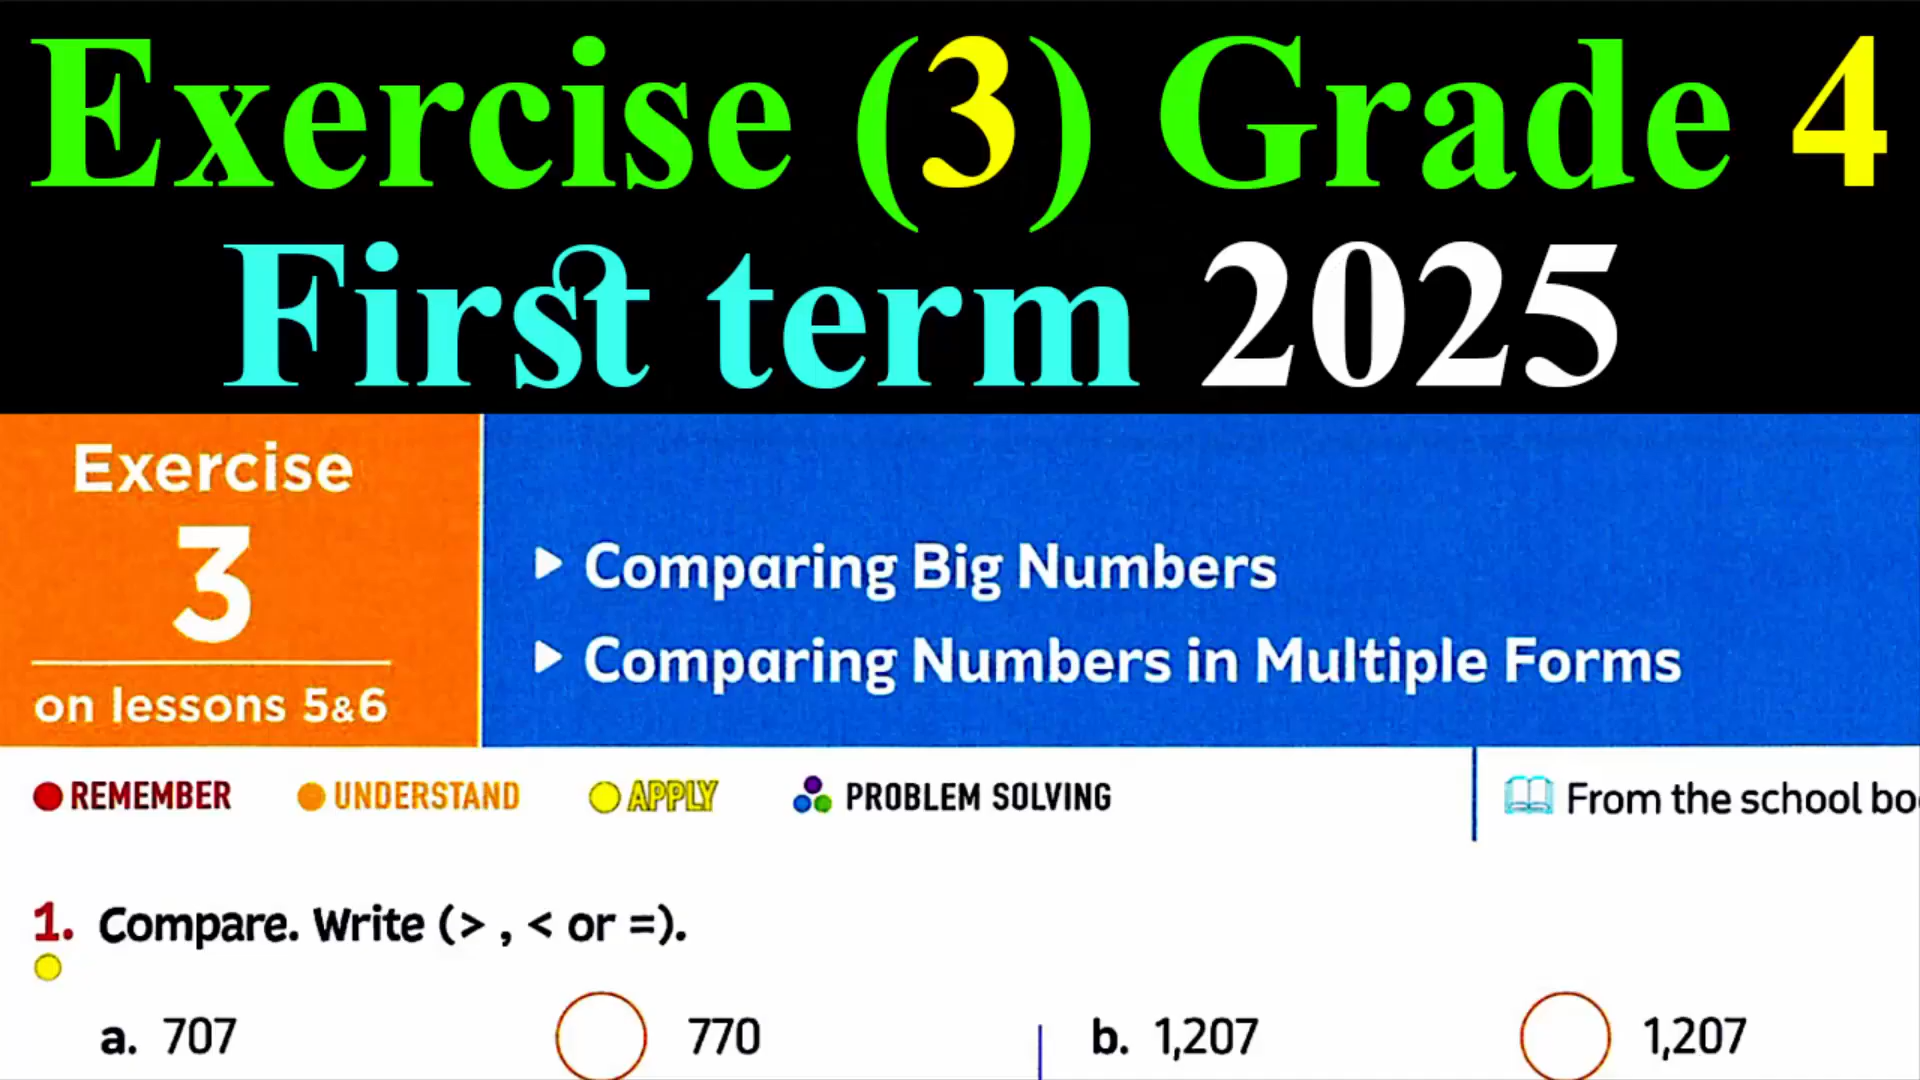 Exercise (3) Grade 4
First term 2025
Exercise
3
on lessons 5&6
▶ Comparing Big Numbers
▶ Comparing Numbers in Multiple Forms
REMEMBER UNDERSTAND APPLY PROBLEM SOLVING
From the school bo
1. Compare. Write (> , < or =).
a. 707 770 b. 1,207 1,207